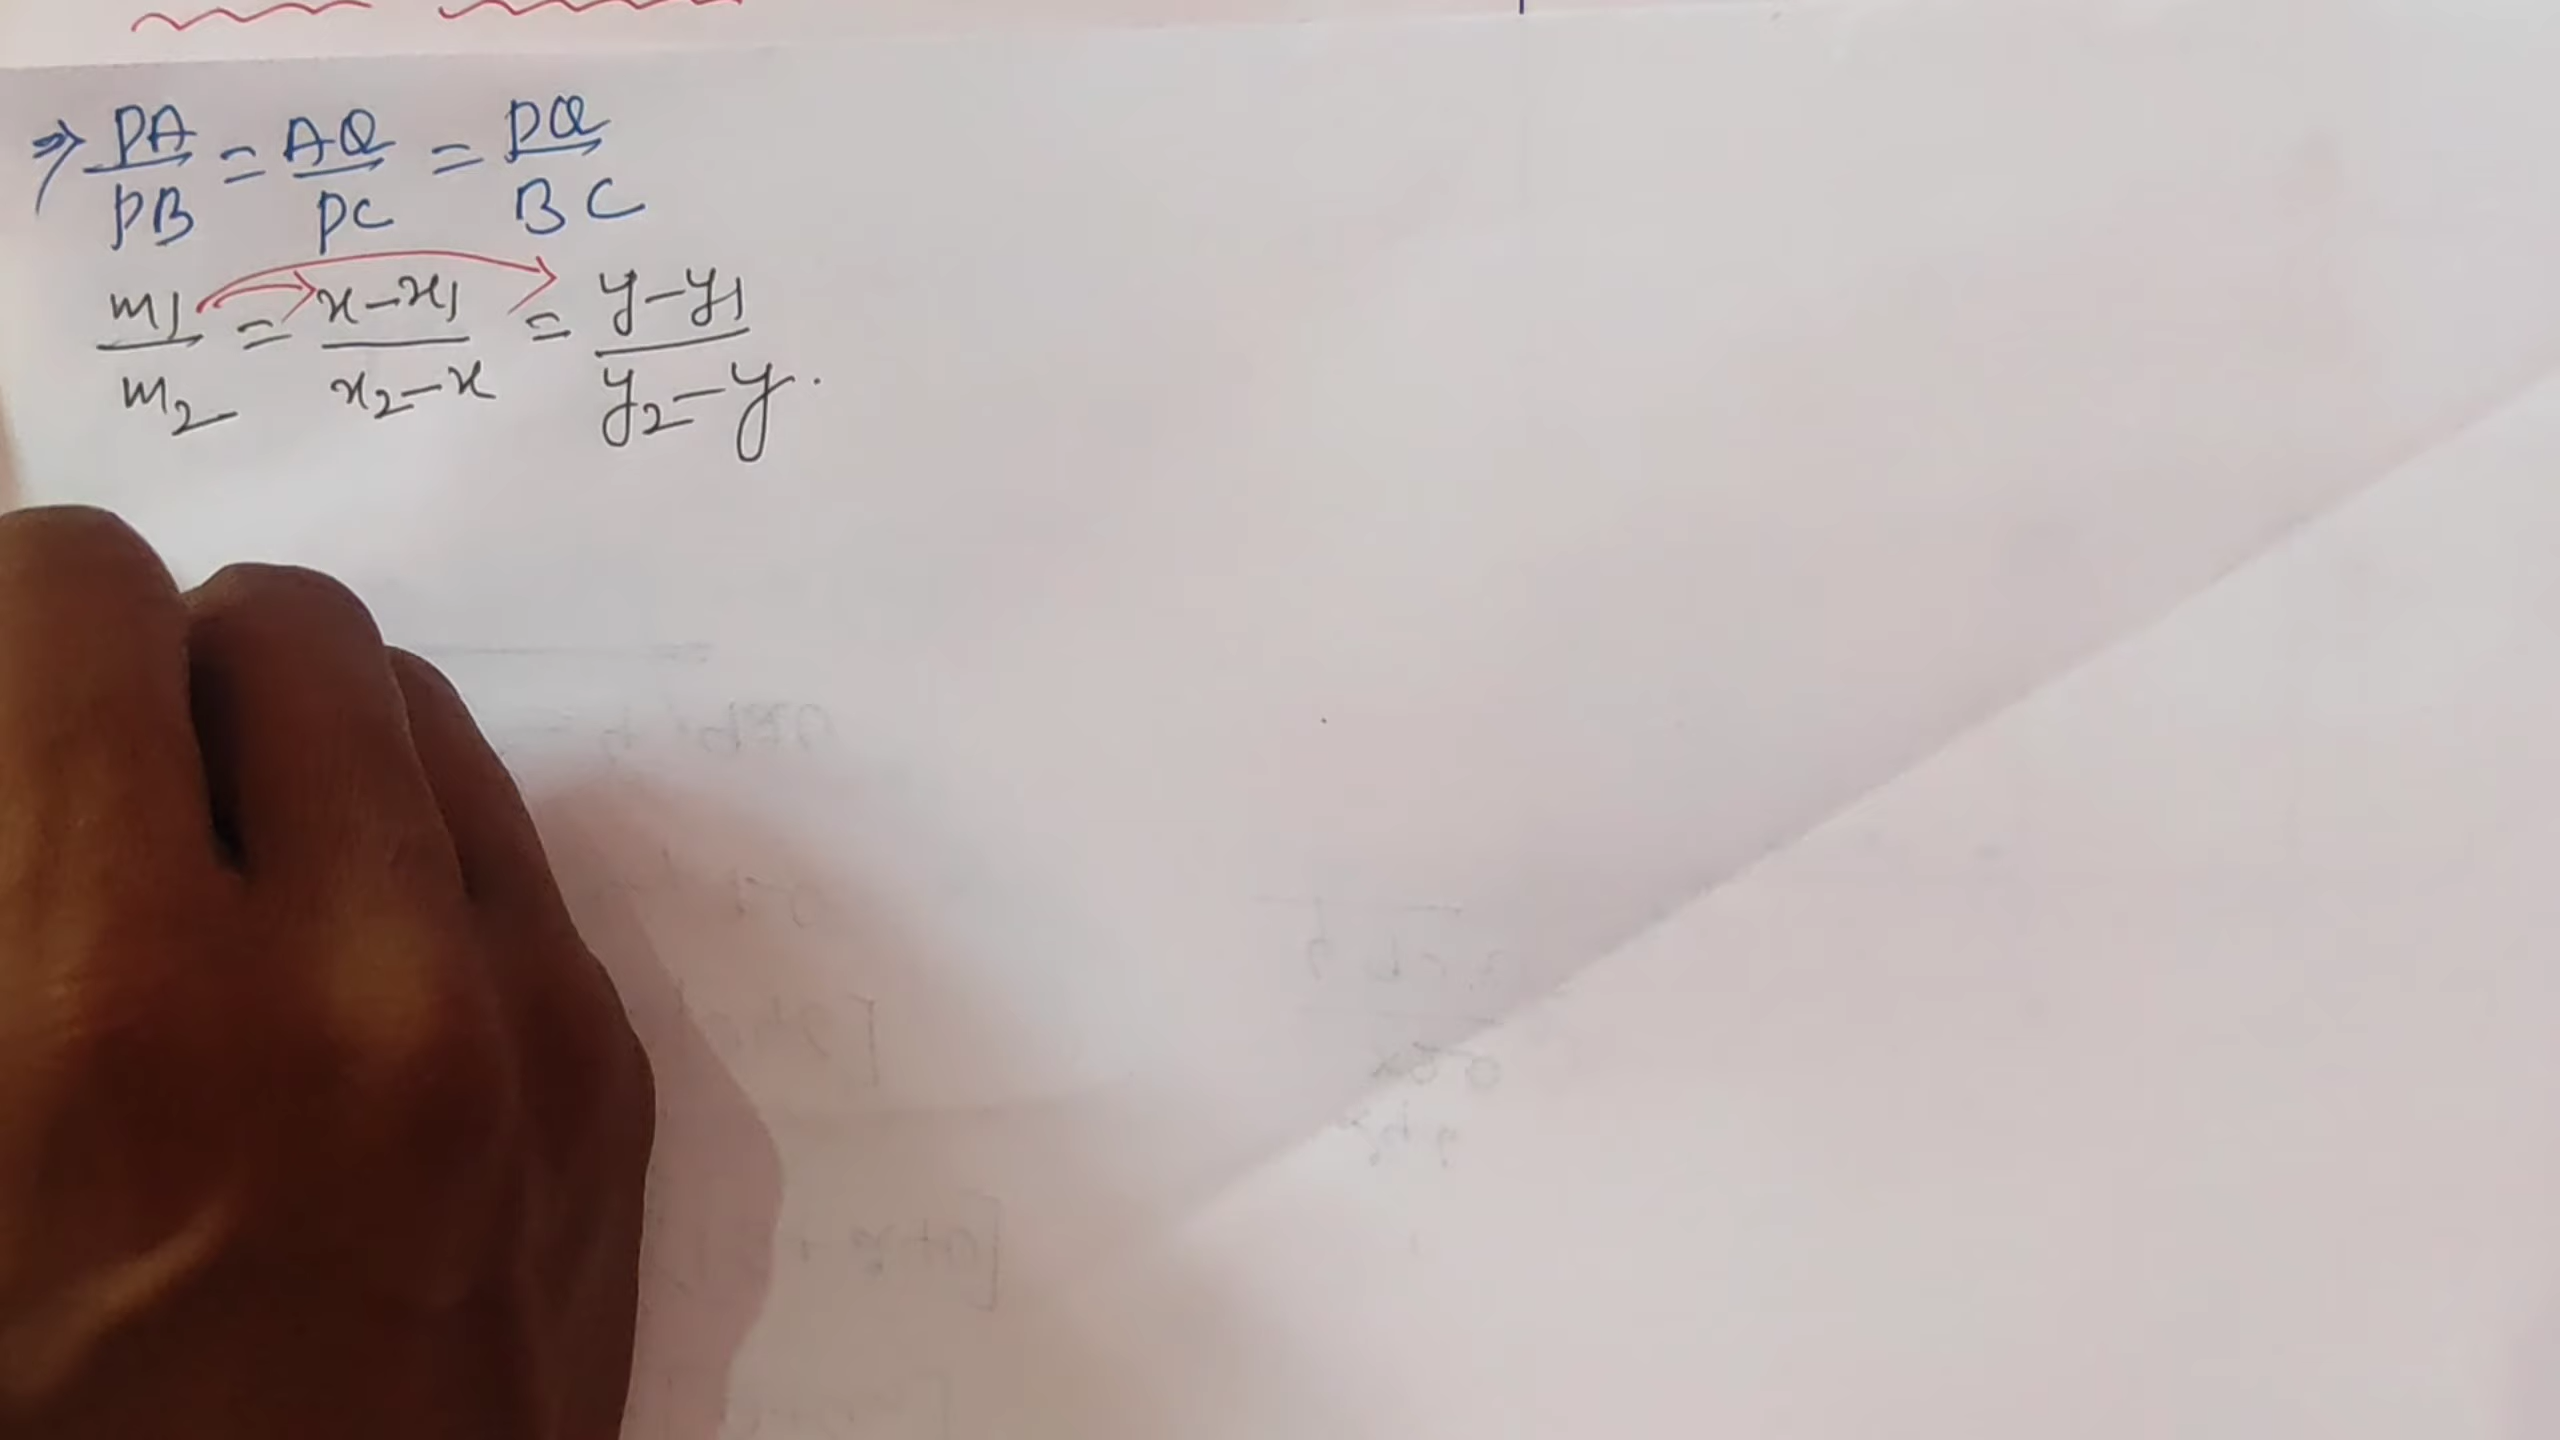 ⇒ PA/PB = AQ/PC = PQ/BC
m1/m2 = x-x1/x2-x = y-y1/y2-y.